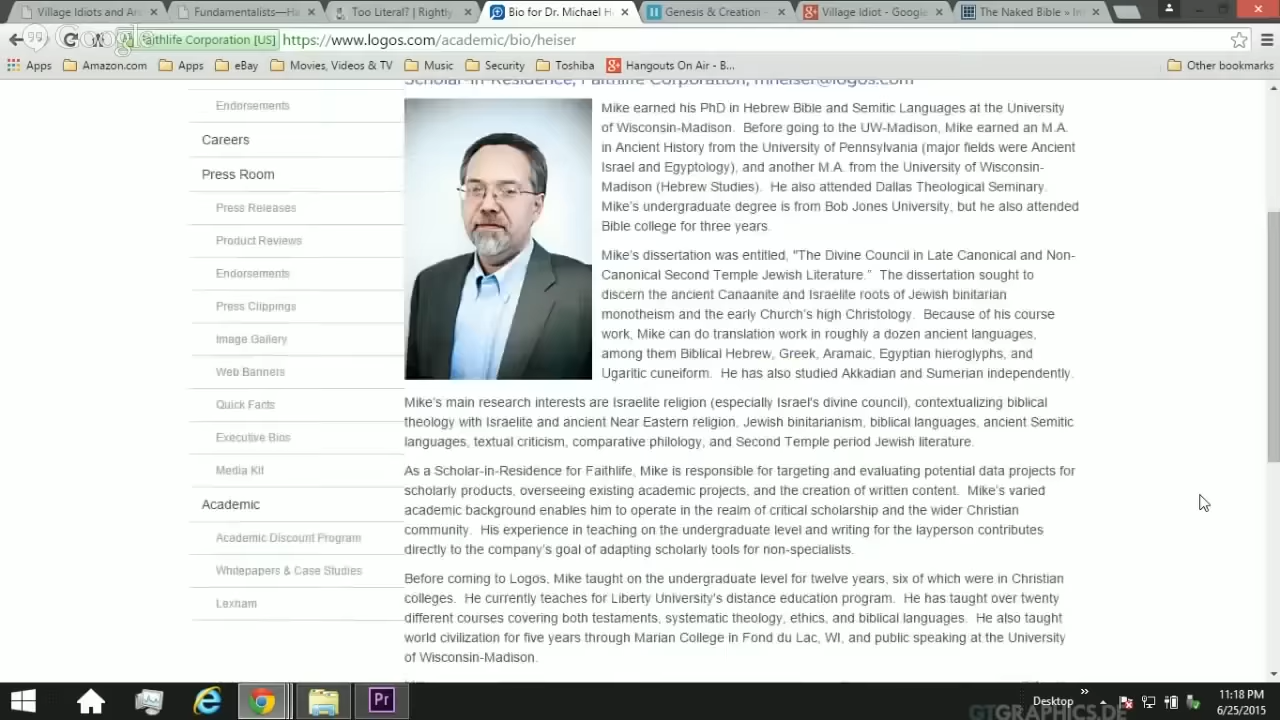 Village Idiots and An
Fundamentalists—Ha
Too Literal? | Rightly
Bio for Dr. Michael H
Genesis & Creation -
Village Idiot - Google
The Naked Bible » In
Google
Faithlife Corporation [US]
https://www.logos.com/academic/bio/heiser
Apps
Amazon.com
Apps
eBay
Movies, Videos & TV
Music
Security
Toshiba
Hangouts On Air - B...
Other bookmarks
Scholar-in-Residence, Faithlife Corporation, mheiser@logos.com
Endorsements
Careers
Press Room
Press Releases
Product Reviews
Endorsements
Press Clippings
Image Gallery
Web Banners
Quick Facts
Executive Bios
Media Kit
Academic
Academic Discount Program
Whitepapers & Case Studies
Lexham
Mike earned his PhD in Hebrew Bible and Semitic Languages at the University
of Wisconsin-Madison. Before going to the UW-Madison, Mike earned an M.A.
in Ancient History from the University of Pennsylvania (major fields were Ancient
Israel and Egyptology), and another M.A. from the University of Wisconsin-
Madison (Hebrew Studies). He also attended Dallas Theological Seminary.
Mike's undergraduate degree is from Bob Jones University, but he also attended
Bible college for three years.
Mike's dissertation was entitled, "The Divine Council in Late Canonical and Non-
Canonical Second Temple Jewish Literature." The dissertation sought to
discern the ancient Canaanite and Israelite roots of Jewish binitarian
monotheism and the early Church's high Christology. Because of his course
work, Mike can do translation work in roughly a dozen ancient languages,
among them Biblical Hebrew, Greek, Aramaic, Egyptian hieroglyphs, and
Ugaritic cuneiform. He has also studied Akkadian and Sumerian independently.
Mike's main research interests are Israelite religion (especially Israel's divine council), contextualizing biblical
theology with Israelite and ancient Near Eastern religion, Jewish binitarianism, biblical languages, ancient Semitic
languages, textual criticism, comparative philology, and Second Temple period Jewish literature.
As a Scholar-in-Residence for Faithlife, Mike is responsible for targeting and evaluating potential data projects for
scholarly products, overseeing existing academic projects, and the creation of written content. Mike's varied
academic background enables him to operate in the realm of critical scholarship and the wider Christian
community. His experience in teaching on the undergraduate level and writing for the layperson contributes
directly to the company's goal of adapting scholarly tools for non-specialists.
Before coming to Logos, Mike taught on the undergraduate level for twelve years, six of which were in Christian
colleges. He currently teaches for Liberty University's distance education program. He has taught over twenty
different courses covering both testaments, systematic theology, ethics, and biblical languages. He also taught
world civilization for five years through Marian College in Fond du Lac, WI, and public speaking at the University
of Wisconsin-Madison.
Pr
Desktop
11:18 PM
6/25/2015
GTGRAPHICS.DE